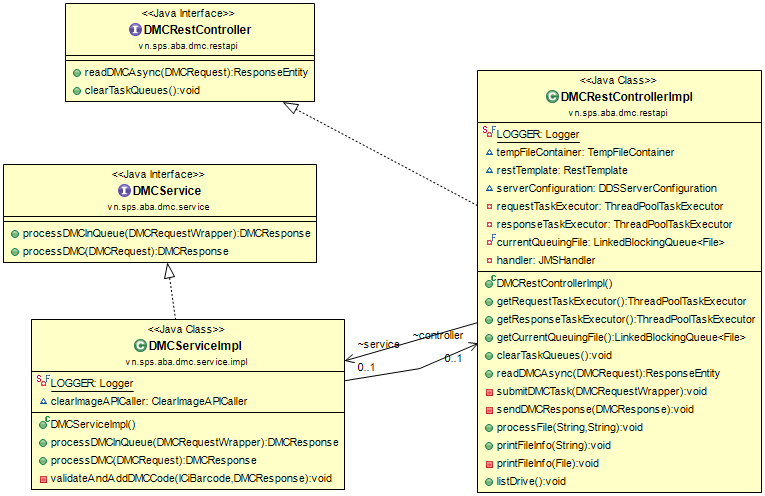 <<Java Interface>>
I DMCRestController
vn.sps.aba.dmc.restapi
readDMCAsync(DMCRequest):ResponseEntity
clearTaskQueues():void
<<Java Interface>>
I DMCService
vn.sps.aba.dmc.service
processDMCInQueue(DMCRequestWrapper):DMCResponse
processDMC(DMCRequest):DMCResponse
<<Java Class>>
C DMCServiceImpl
vn.sps.aba.dmc.service.impl
S F LOGGER: Logger
clearImageAPICaller: ClearImageAPICaller
C DMCServiceImpl()
processDMCInQueue(DMCRequestWrapper):DMCResponse
processDMC(DMCRequest):DMCResponse
validateAndAddDMCCode(ICiBarcode,DMCResponse):void
~service
0..1
~controller
0..1
<<Java Class>>
C DMCRestControllerImpl
vn.sps.aba.dmc.restapi
S F LOGGER: Logger
tempFileContainer: TempFileContainer
restTemplate: RestTemplate
serverConfiguration: DDSServerConfiguration
requestTaskExecutor: ThreadPoolTaskExecutor
responseTaskExecutor: ThreadPoolTaskExecutor
F currentQueuingFile: LinkedBlockingQueue<File>
handler: JMSHandler
C DMCRestControllerImpl()
getRequestTaskExecutor():ThreadPoolTaskExecutor
getResponseTaskExecutor():ThreadPoolTaskExecutor
getCurrentQueuingFile():LinkedBlockingQueue<File>
clearTaskQueues():void
readDMCAsync(DMCRequest):ResponseEntity
submitDMCTask(DMCRequestWrapper):void
sendDMCResponse(DMCResponse):void
processFile(String,String):void
printFileInfo(String):void
printFileInfo(File):void
listDrive():void